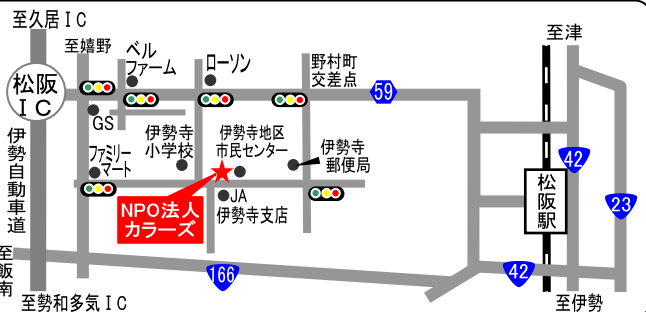 至久居IC
至嬉野
ベル
ファーム
ローソン
野村町
交差点
至津
松阪
IC
59
GS
伊勢寺
小学校
伊勢寺地区
市民センター
伊勢寺
郵便局
ファミリー
マート
42
松阪駅
23
伊勢自動車道
NPO法人
カラーズ
JA
伊勢寺支店
至飯南
166
42
至勢和多気IC
至伊勢